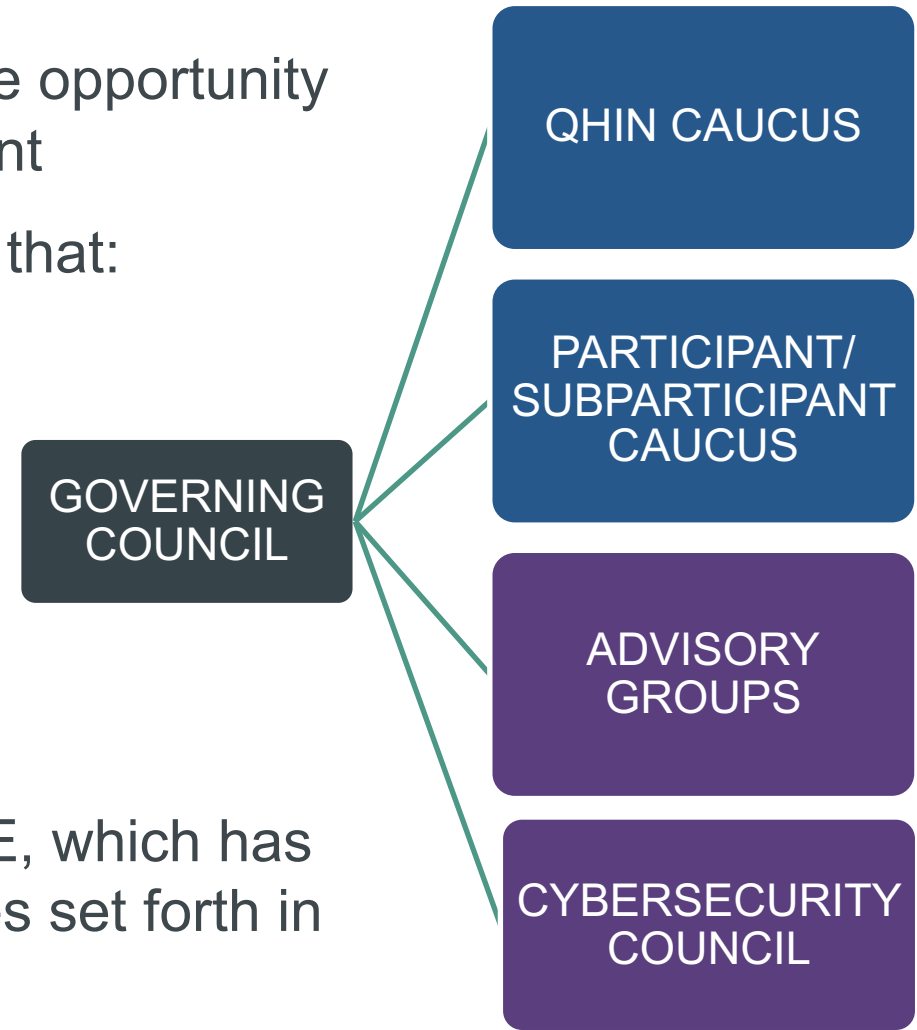 e opportunity
nt
that:
E, which has
s set forth in
GOVERNING
COUNCIL
QHIN CAUCUS
PARTICIPANT/
SUBPARTICIPANT
CAUCUS
ADVISORY
GROUPS
CYBERSECURITY
COUNCIL